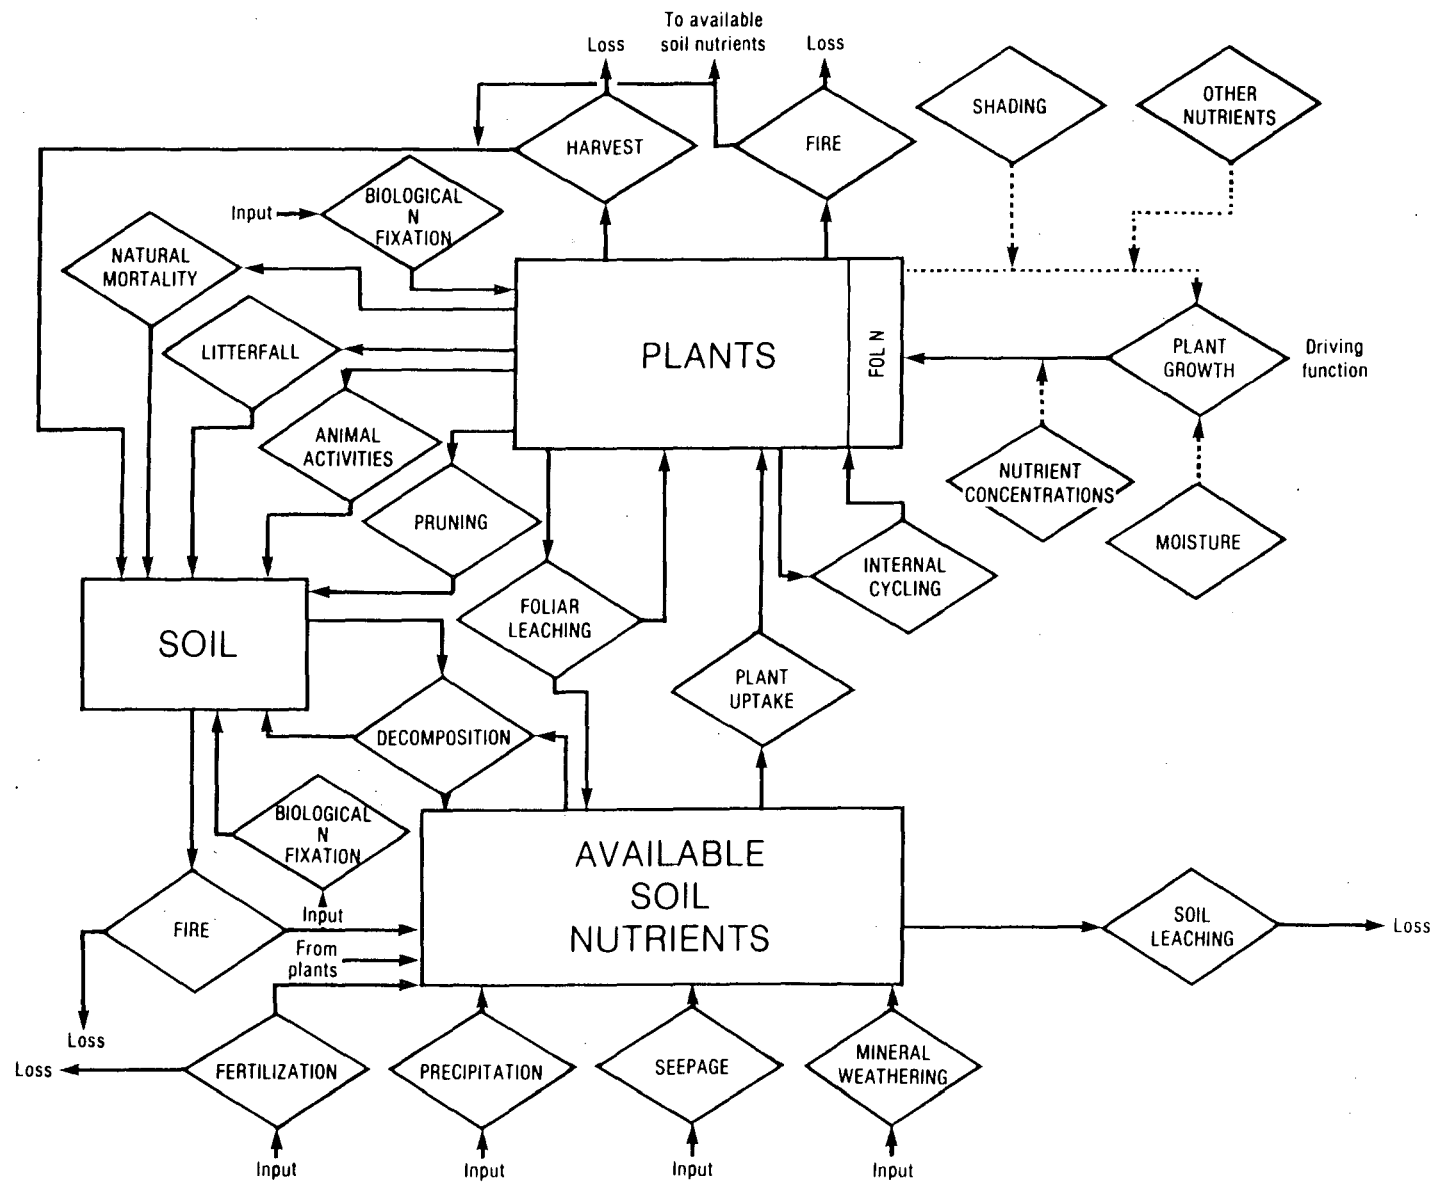 To available
soil nutrients
Loss
Loss
SHADING
OTHER
NUTRIENTS
HARVEST
FIRE
Input
BIOLOGICAL
N
FIXATION
NATURAL
MORTALITY
LITTERFALL
PLANTS
FOL N
PLANT
GROWTH
Driving
function
ANIMAL
ACTIVITIES
PRUNING
NUTRIENT
CONCENTRATIONS
MOISTURE
INTERNAL
CYCLING
FOLIAR
LEACHING
SOIL
PLANT
UPTAKE
DECOMPOSITION
BIOLOGICAL
N
FIXATION
AVAILABLE
SOIL
NUTRIENTS
FIRE
Input
From
plants
SOIL
LEACHING
Loss
Loss
Loss
FERTILIZATION
PRECIPITATION
SEEPAGE
MINERAL
WEATHERING
Input
Input
Input
Input